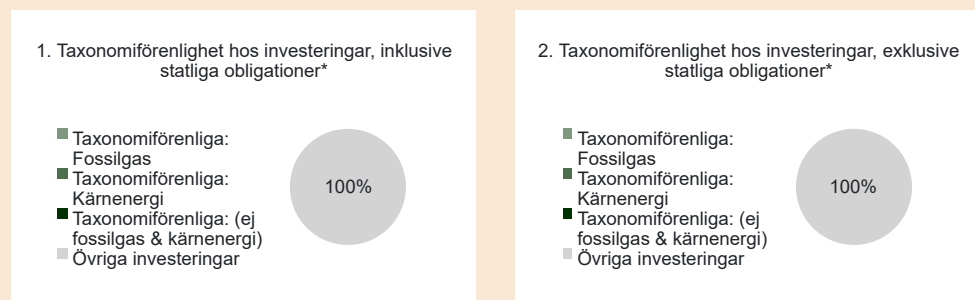 1. Taxonomiförenlighet hos investeringar, inklusive
statliga obligationer*
Taxonomiförenliga:
Fossilgas
Taxonomiförenliga:
Kärnenergi
Taxonomiförenliga: (ej
fossilgas & kärnenergi)
Övriga investeringar
100%
2. Taxonomiförenlighet hos investeringar, exklusive
statliga obligationer*
Taxonomiförenliga:
Fossilgas
Taxonomiförenliga:
Kärnenergi
Taxonomiförenliga: (ej
fossilgas & kärnenergi)
Övriga investeringar
100%